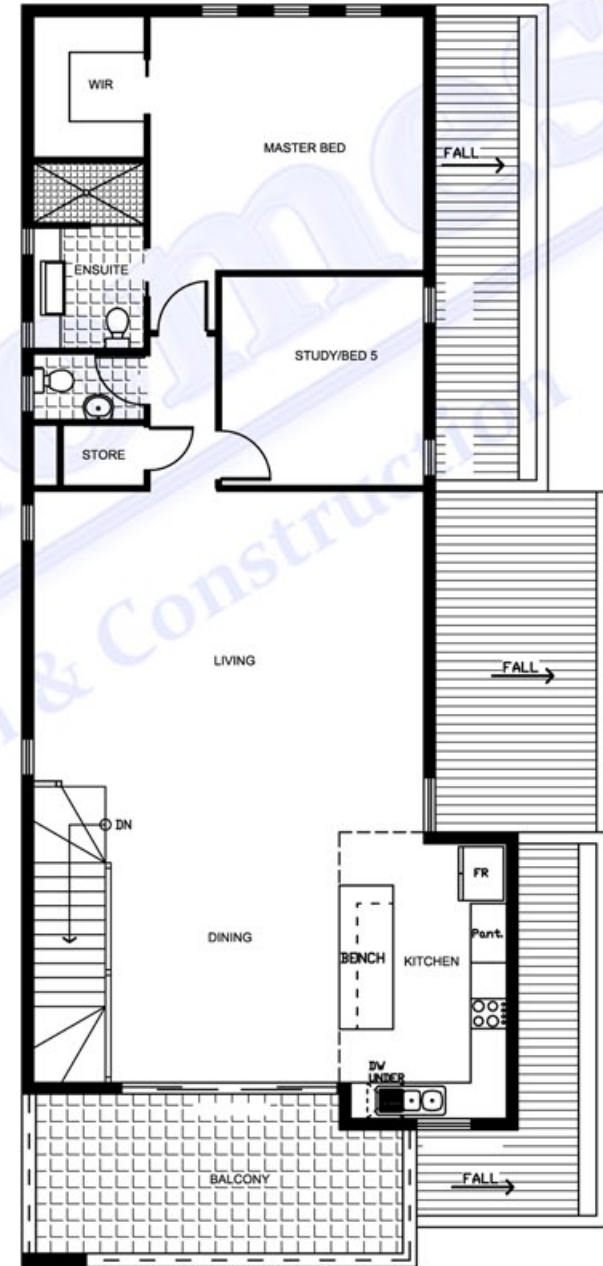 WIR
MASTER BED
FALL
ENSUITE
STUDY/BED 5
STORE
LIVING
FALL
DN
FR
Pant.
DINING
BENCH
KITCHEN
DW
UNDER
BALCONY
FALL
& Construction